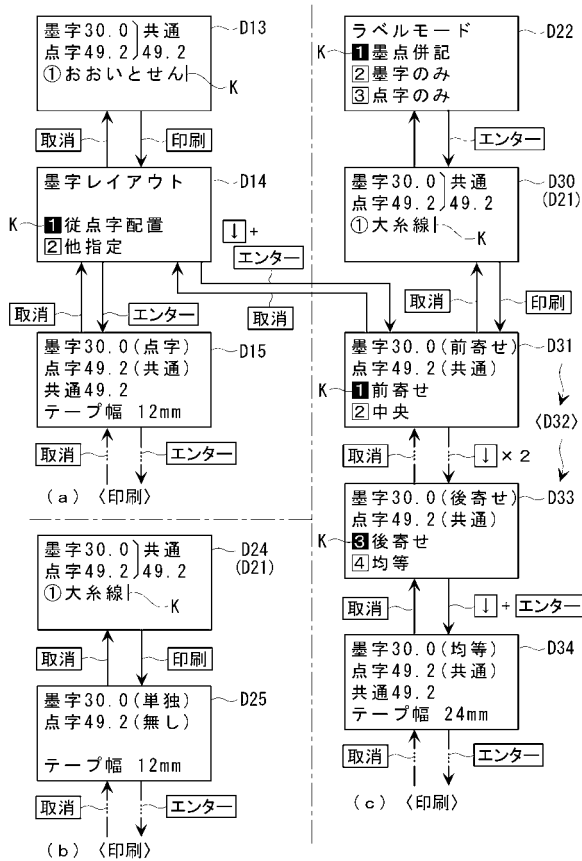 墨字30.0 共通
点字49.2 49.2
①おおいとせん
D13
K
取消
印刷
墨字レイアウト
1従点字配置
2他指定
D14
K
↓+
エンター
取消
取消
エンター
墨字30.0(点字)
点字49.2(共通)
共通49.2
テープ幅 12mm
D15
取消
エンター
(a) 〈印刷〉
墨字30.0 共通
点字49.2 49.2
①大糸線
D24
(D21)
K
取消
印刷
墨字30.0(単独)
点字49.2(無し)
テープ幅 12mm
D25
取消
エンター
(b) 〈印刷〉
ラベルモード
1墨点併記
2墨字のみ
3点字のみ
D22
K
エンター
墨字30.0 共通
点字49.2 49.2
①大糸線
D30
(D21)
K
取消
印刷
墨字30.0(前寄せ)
点字49.2(共通)
1前寄せ
2中央
D31
K
〈D32〉
取消
↓×2
墨字30.0(後寄せ)
点字49.2(共通)
3後寄せ
4均等
D33
K
取消
↓+エンター
墨字30.0(均等)
点字49.2(共通)
共通49.2
テープ幅 24mm
D34
取消
エンター
(c) 〈印刷〉